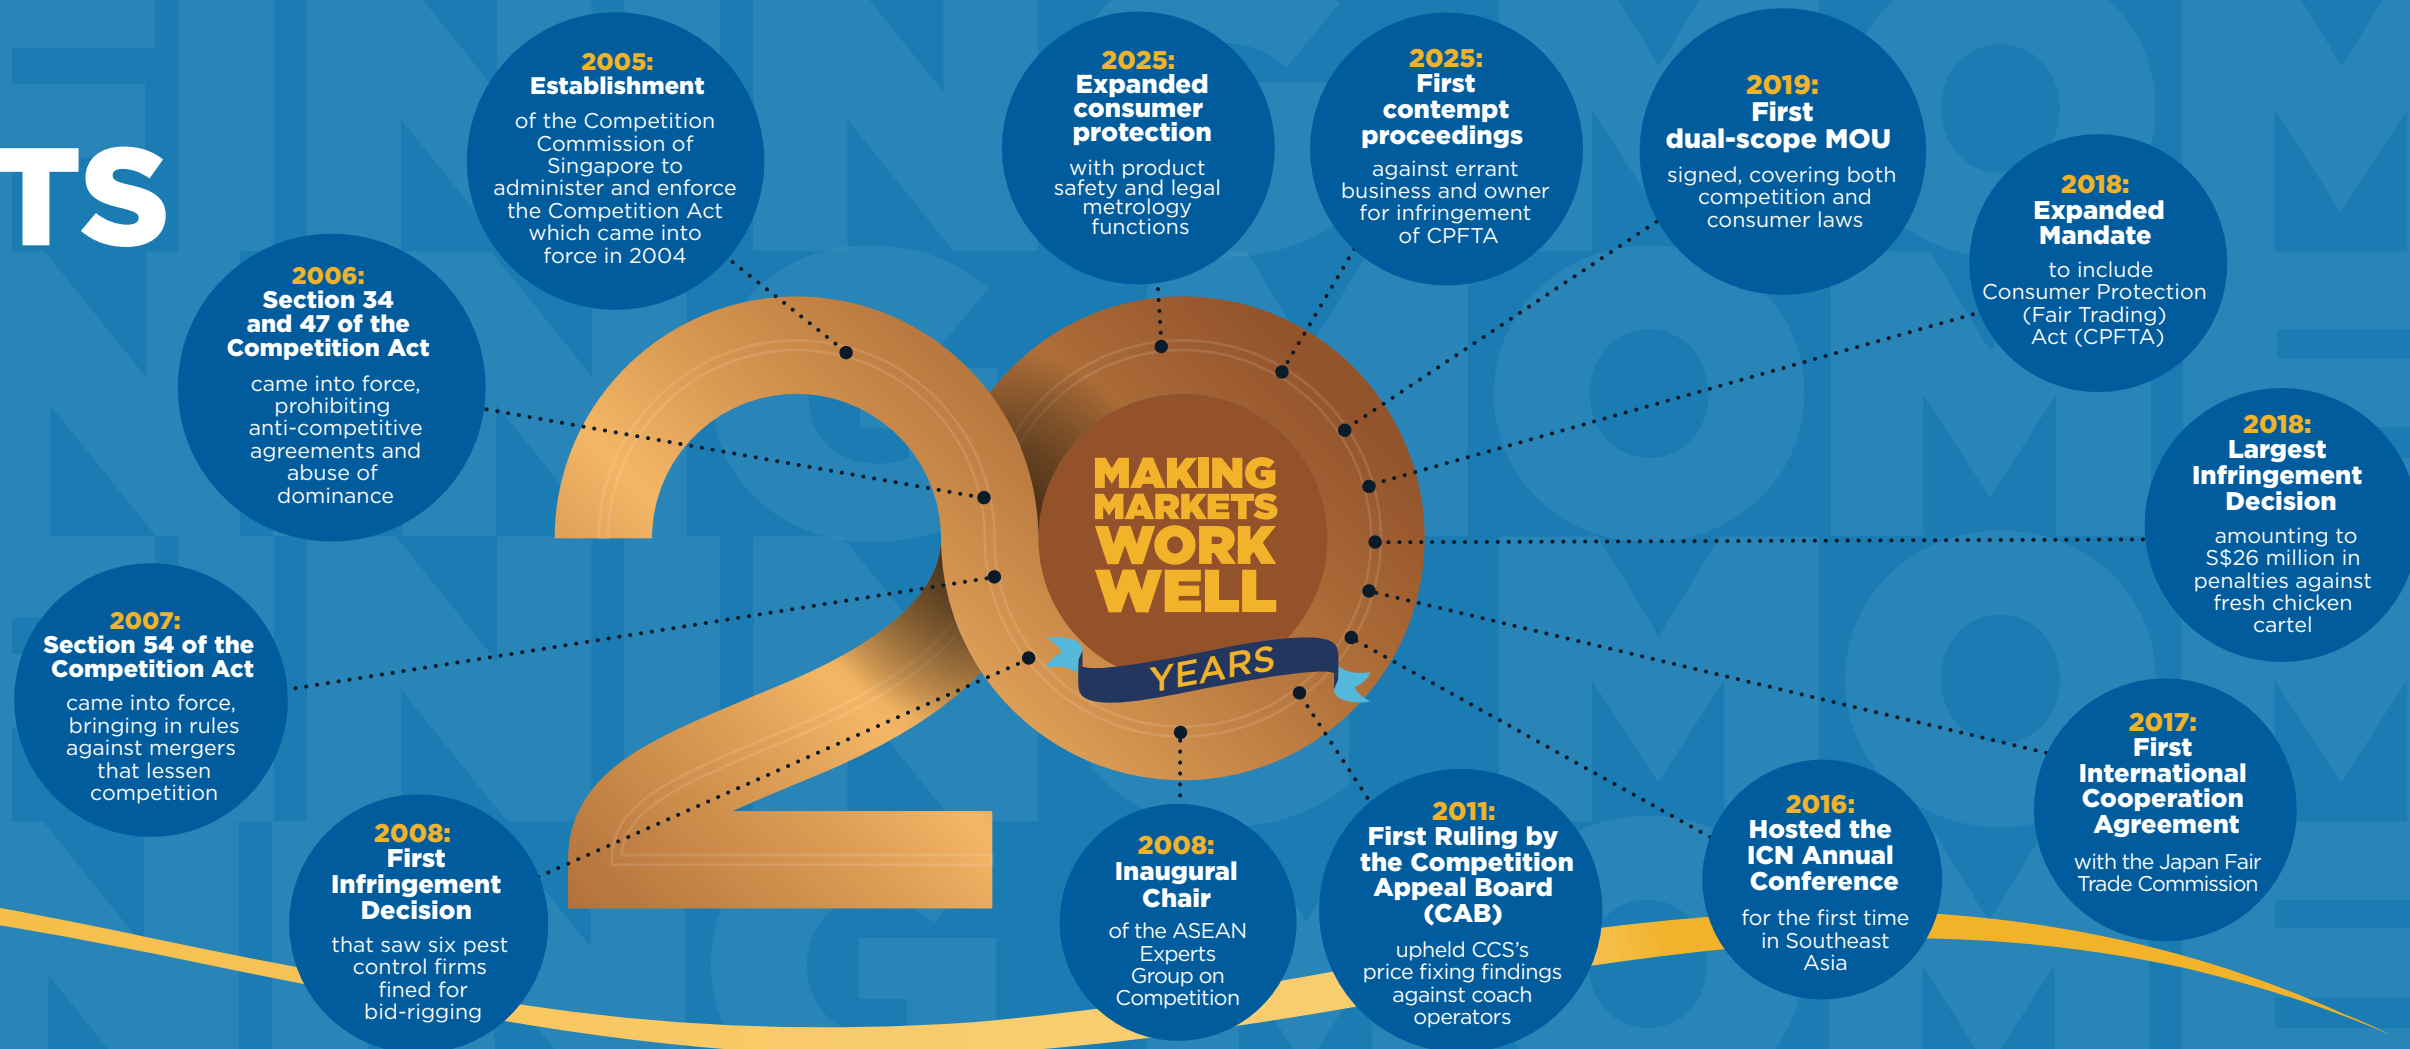 TS
2005:
Establishment
of the Competition
Commission of
Singapore to
administer and enforce
the Competition Act
which came into
force in 2004
2006:
Section 34
and 47 of the
Competition Act
came into force,
prohibiting
anti-competitive
agreements and
abuse of
dominance
2007:
Section 54 of the
Competition Act
came into force,
bringing in rules
against mergers
that lessen
competition
2008:
First
Infringement
Decision
that saw six pest
control firms
fined for
bid-rigging
2008:
Inaugural
Chair
of the ASEAN
Experts
Group on
Competition
2011:
First Ruling by
the Competition
Appeal Board
(CAB)
upheld CCS's
price fixing findings
against coach
operators
2016:
Hosted the
ICN Annual
Conference
for the first time
in Southeast
Asia
2017:
First
International
Cooperation
Agreement
with the Japan Fair
Trade Commission
2018:
Largest
Infringement
Decision
amounting to
S$26 million in
penalties against
fresh chicken
cartel
2018:
Expanded
Mandate
to include
Consumer Protection
(Fair Trading)
Act (CPFTA)
2019:
First
dual-scope MOU
signed, covering both
competition and
consumer laws
2025:
First
contempt
proceedings
against errant
business and owner
for infringement
of CPFTA
2025:
Expanded
consumer
protection
with product
safety and legal
metrology
functions
20
MAKING
MARKETS
WORK
WELL
YEARS